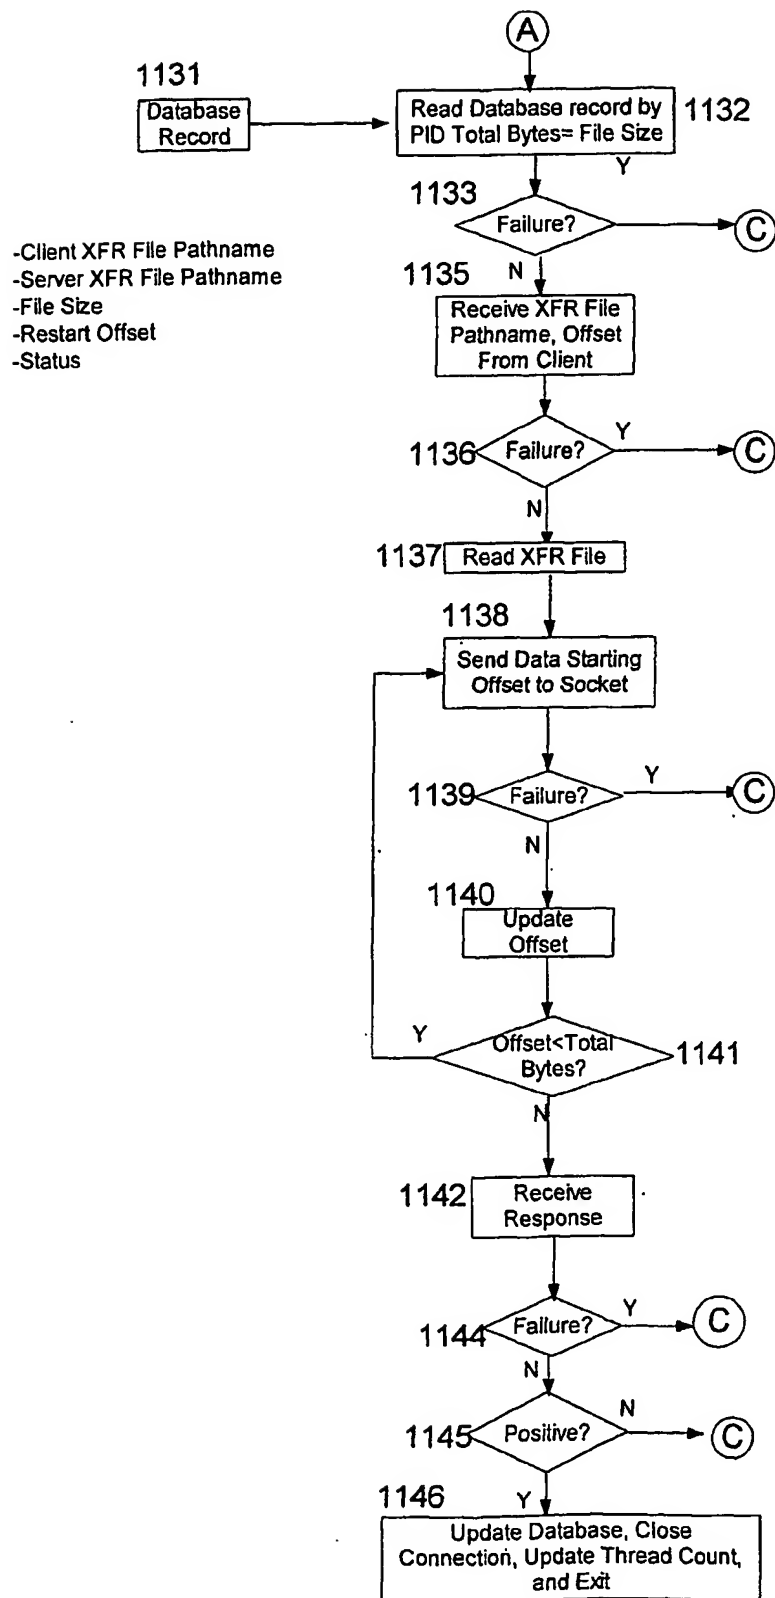 A
1131
Database
Record
Read Database record by
PID Total Bytes= File Size
1132
Y
1133
Failure?
C
-Client XFR File Pathname
-Server XFR File Pathname
-File Size
-Restart Offset
-Status
1135
N
Receive XFR File
Pathname, Offset
From Client
1136
Failure?
Y
C
N
1137
Read XFR File
1138
Send Data Starting
Offset to Socket
1139
Failure?
Y
C
N
1140
Update
Offset
Y
Offset<Total
Bytes?
1141
N
1142
Receive
Response
1144
Failure?
Y
C
N
1145
Positive?
N
C
1146
Y
Update Database, Close
Connection, Update Thread Count,
and Exit